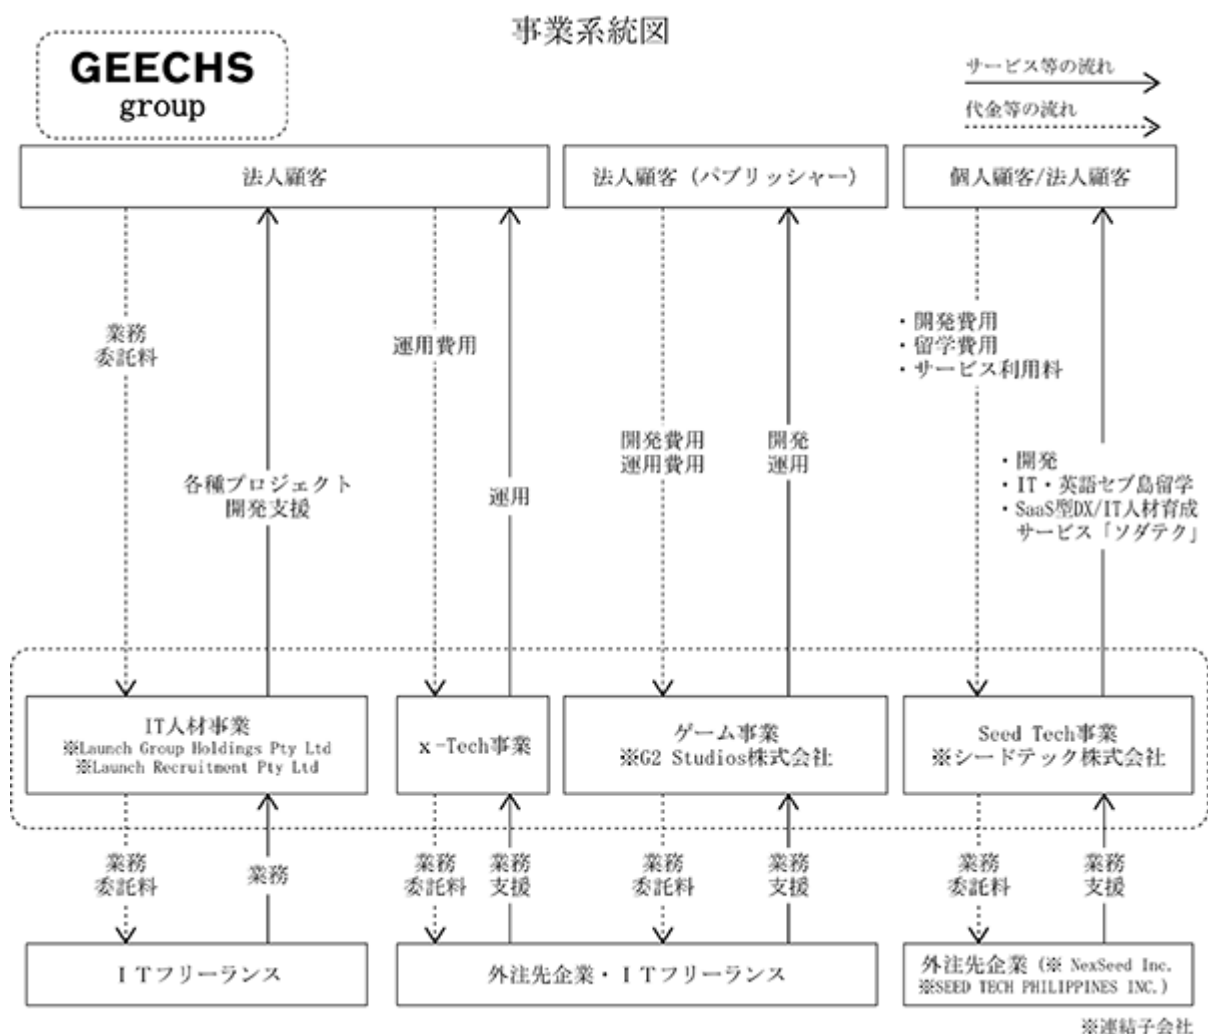 事業系統図
GEECHS
group
サービス等の流れ
代金等の流れ
法人顧客
法人顧客（パブリッシャー）
個人顧客/法人顧客
業務
委託料
各種プロジェクト
開発支援
運用費用
運用
開発費用
運用費用
開発
運用
・開発費用
・留学費用
・サービス利用料
・開発
・IT・英語セブ島留学
・SaaS型DX/IT人材育成
サービス「ソダテク」
IT人材事業
※Launch Group Holdings Pty Ltd
※Launch Recruitment Pty Ltd
x-Tech事業
ゲーム事業
※G2 Studios株式会社
Seed Tech事業
※シードテック株式会社
業務
委託料
業務
業務
委託料
業務
支援
業務
委託料
業務
支援
業務
委託料
業務
支援
ＩＴフリーランス
外注先企業・ＩＴフリーランス
外注先企業（※ NexSeed Inc.
※SEED TECH PHILIPPINES INC.）
※連結子会社